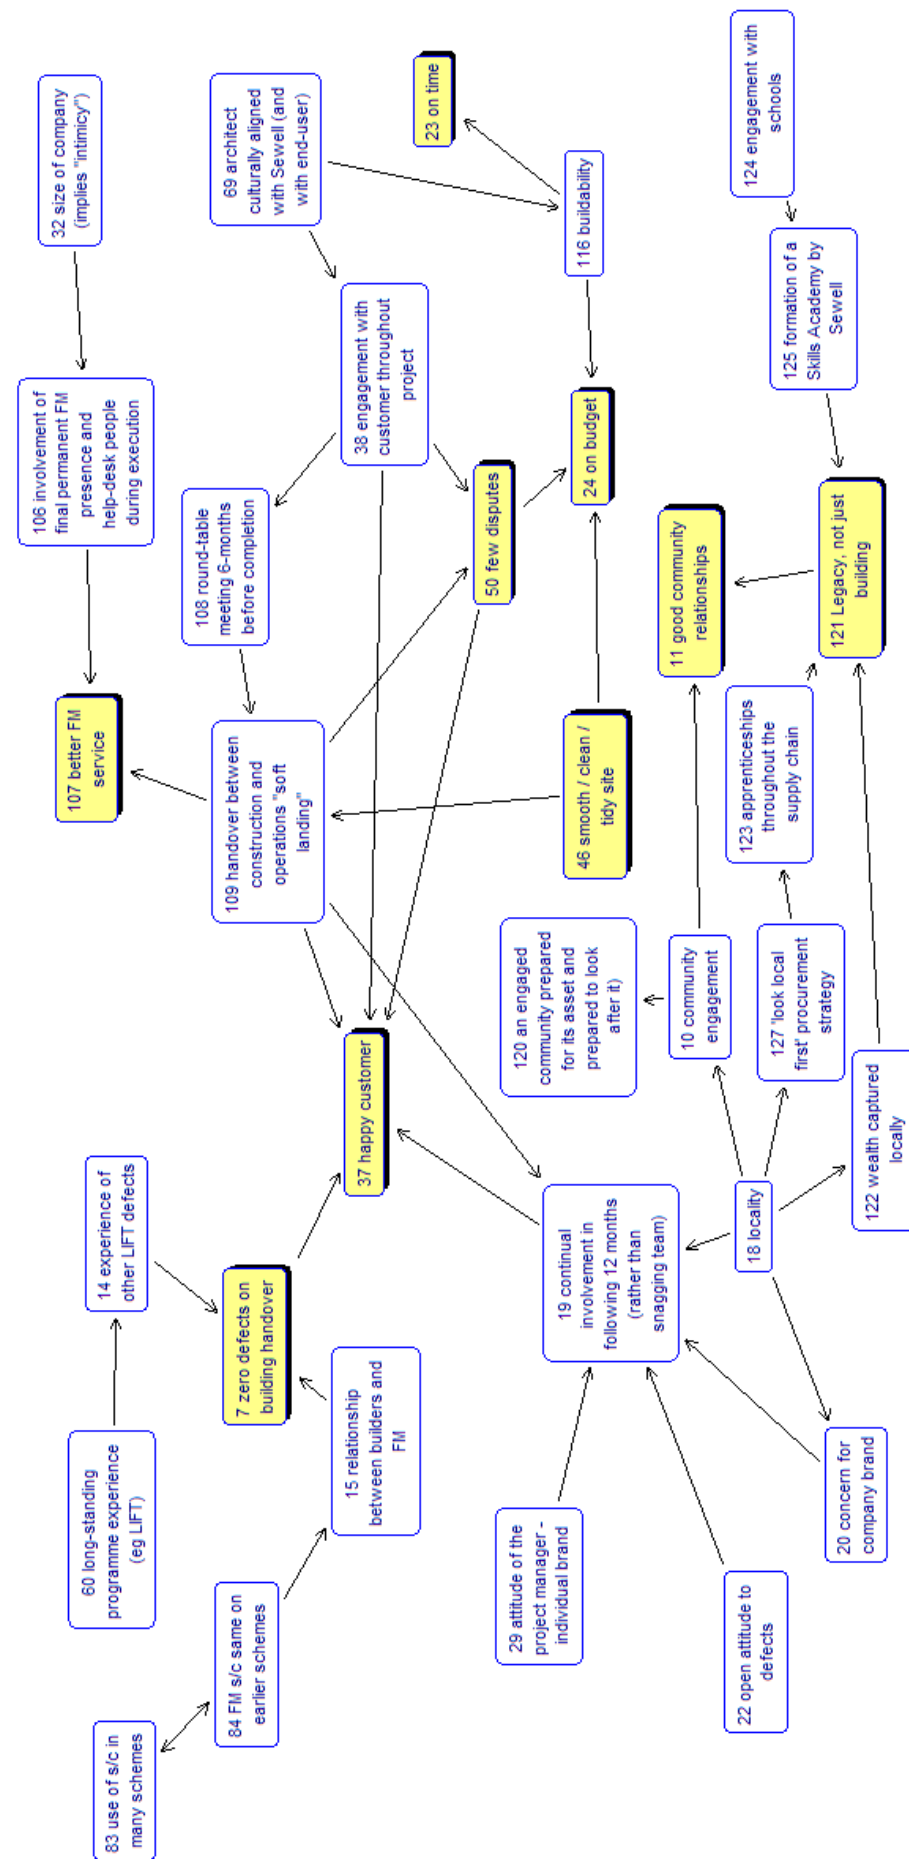 83 use of s/c in
many schemes
60 long-standing
programme experience
(eg LIFT)
14 experience of
other LIFT defects
32 size of company
(implies "intimicy")
106 involvement of
final permanent FM
presence and
help-desk people
during execution
107 better FM
service
84 FM s/c same on
earlier schemes
7 zero defects on
building handover
15 relationship
between builders and
FM
37 happy customer
109 handover between
construction and
operations "soft
landing"
108 round-table
meeting 6-months
before completion
69 architect
culturally aligned
with Sewell (and
with end-user)
38 engagement with
customer throughout
project
23 on time
50 few disputes
116 buildability
24 on budget
46 smooth / clean /
tidy site
29 attitude of the
project manager -
individual brand
19 continual
involvement in
following 12 months
(rather than
snagging team)
120 an engaged
community prepared
for its asset and
prepared to look
after it)
10 community
engagement
11 good community
relationships
22 open attitude to
defects
18 locality
127 'look local
first' procurement
strategy
123 apprenticeships
throughout the
supply chain
124 engagement with
schools
125 formation of a
Skills Academy by
Sewell
121 Legacy, not just
building
20 concern for
company brand
122 wealth captured
locally